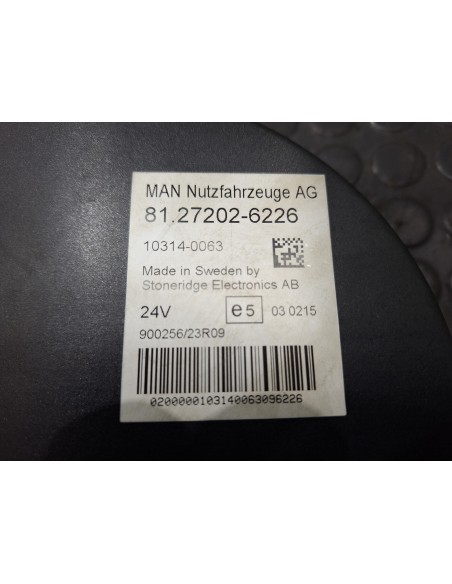 MAN Nutzfahrzeuge AG
81.27202-6226
10314-0063
Made in Sweden by
Stoneridge Electronics AB
24V e5 03 0215
900256/23R09
0200000103140063096226